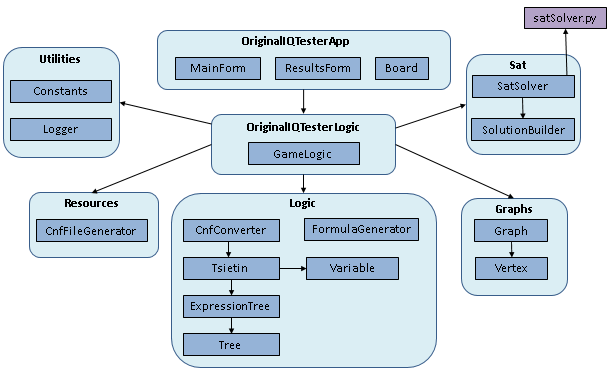 satSolver.py
OriginalIQTesterApp
MainForm
ResultsForm
Board
Utilities
Constants
Logger
Sat
SatSolver
SolutionBuilder
OriginalIQTesterLogic
GameLogic
Resources
CnfFileGenerator
Logic
CnfConverter
FormulaGenerator
Tsietin
Variable
ExpressionTree
Tree
Graphs
Graph
Vertex